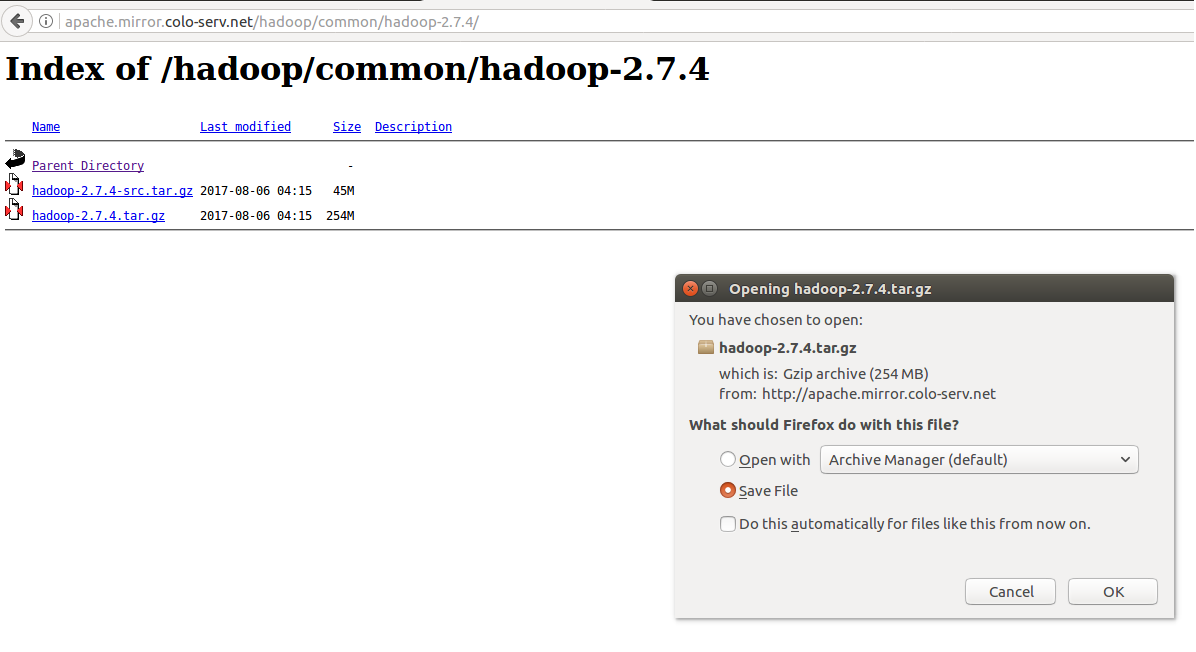 apache.mirror.colo-serv.net/hadoop/common/hadoop-2.7.4/
Index of /hadoop/common/hadoop-2.7.4
Name Last modified Size Description
Parent Directory -
hadoop-2.7.4-src.tar.gz 2017-08-06 04:15 45M
hadoop-2.7.4.tar.gz 2017-08-06 04:15 254M
Opening hadoop-2.7.4.tar.gz
You have chosen to open:
hadoop-2.7.4.tar.gz
which is: Gzip archive (254 MB)
from: http://apache.mirror.colo-serv.net
What should Firefox do with this file?
Open with Archive Manager (default)
Save File
Do this automatically for files like this from now on.
Cancel OK